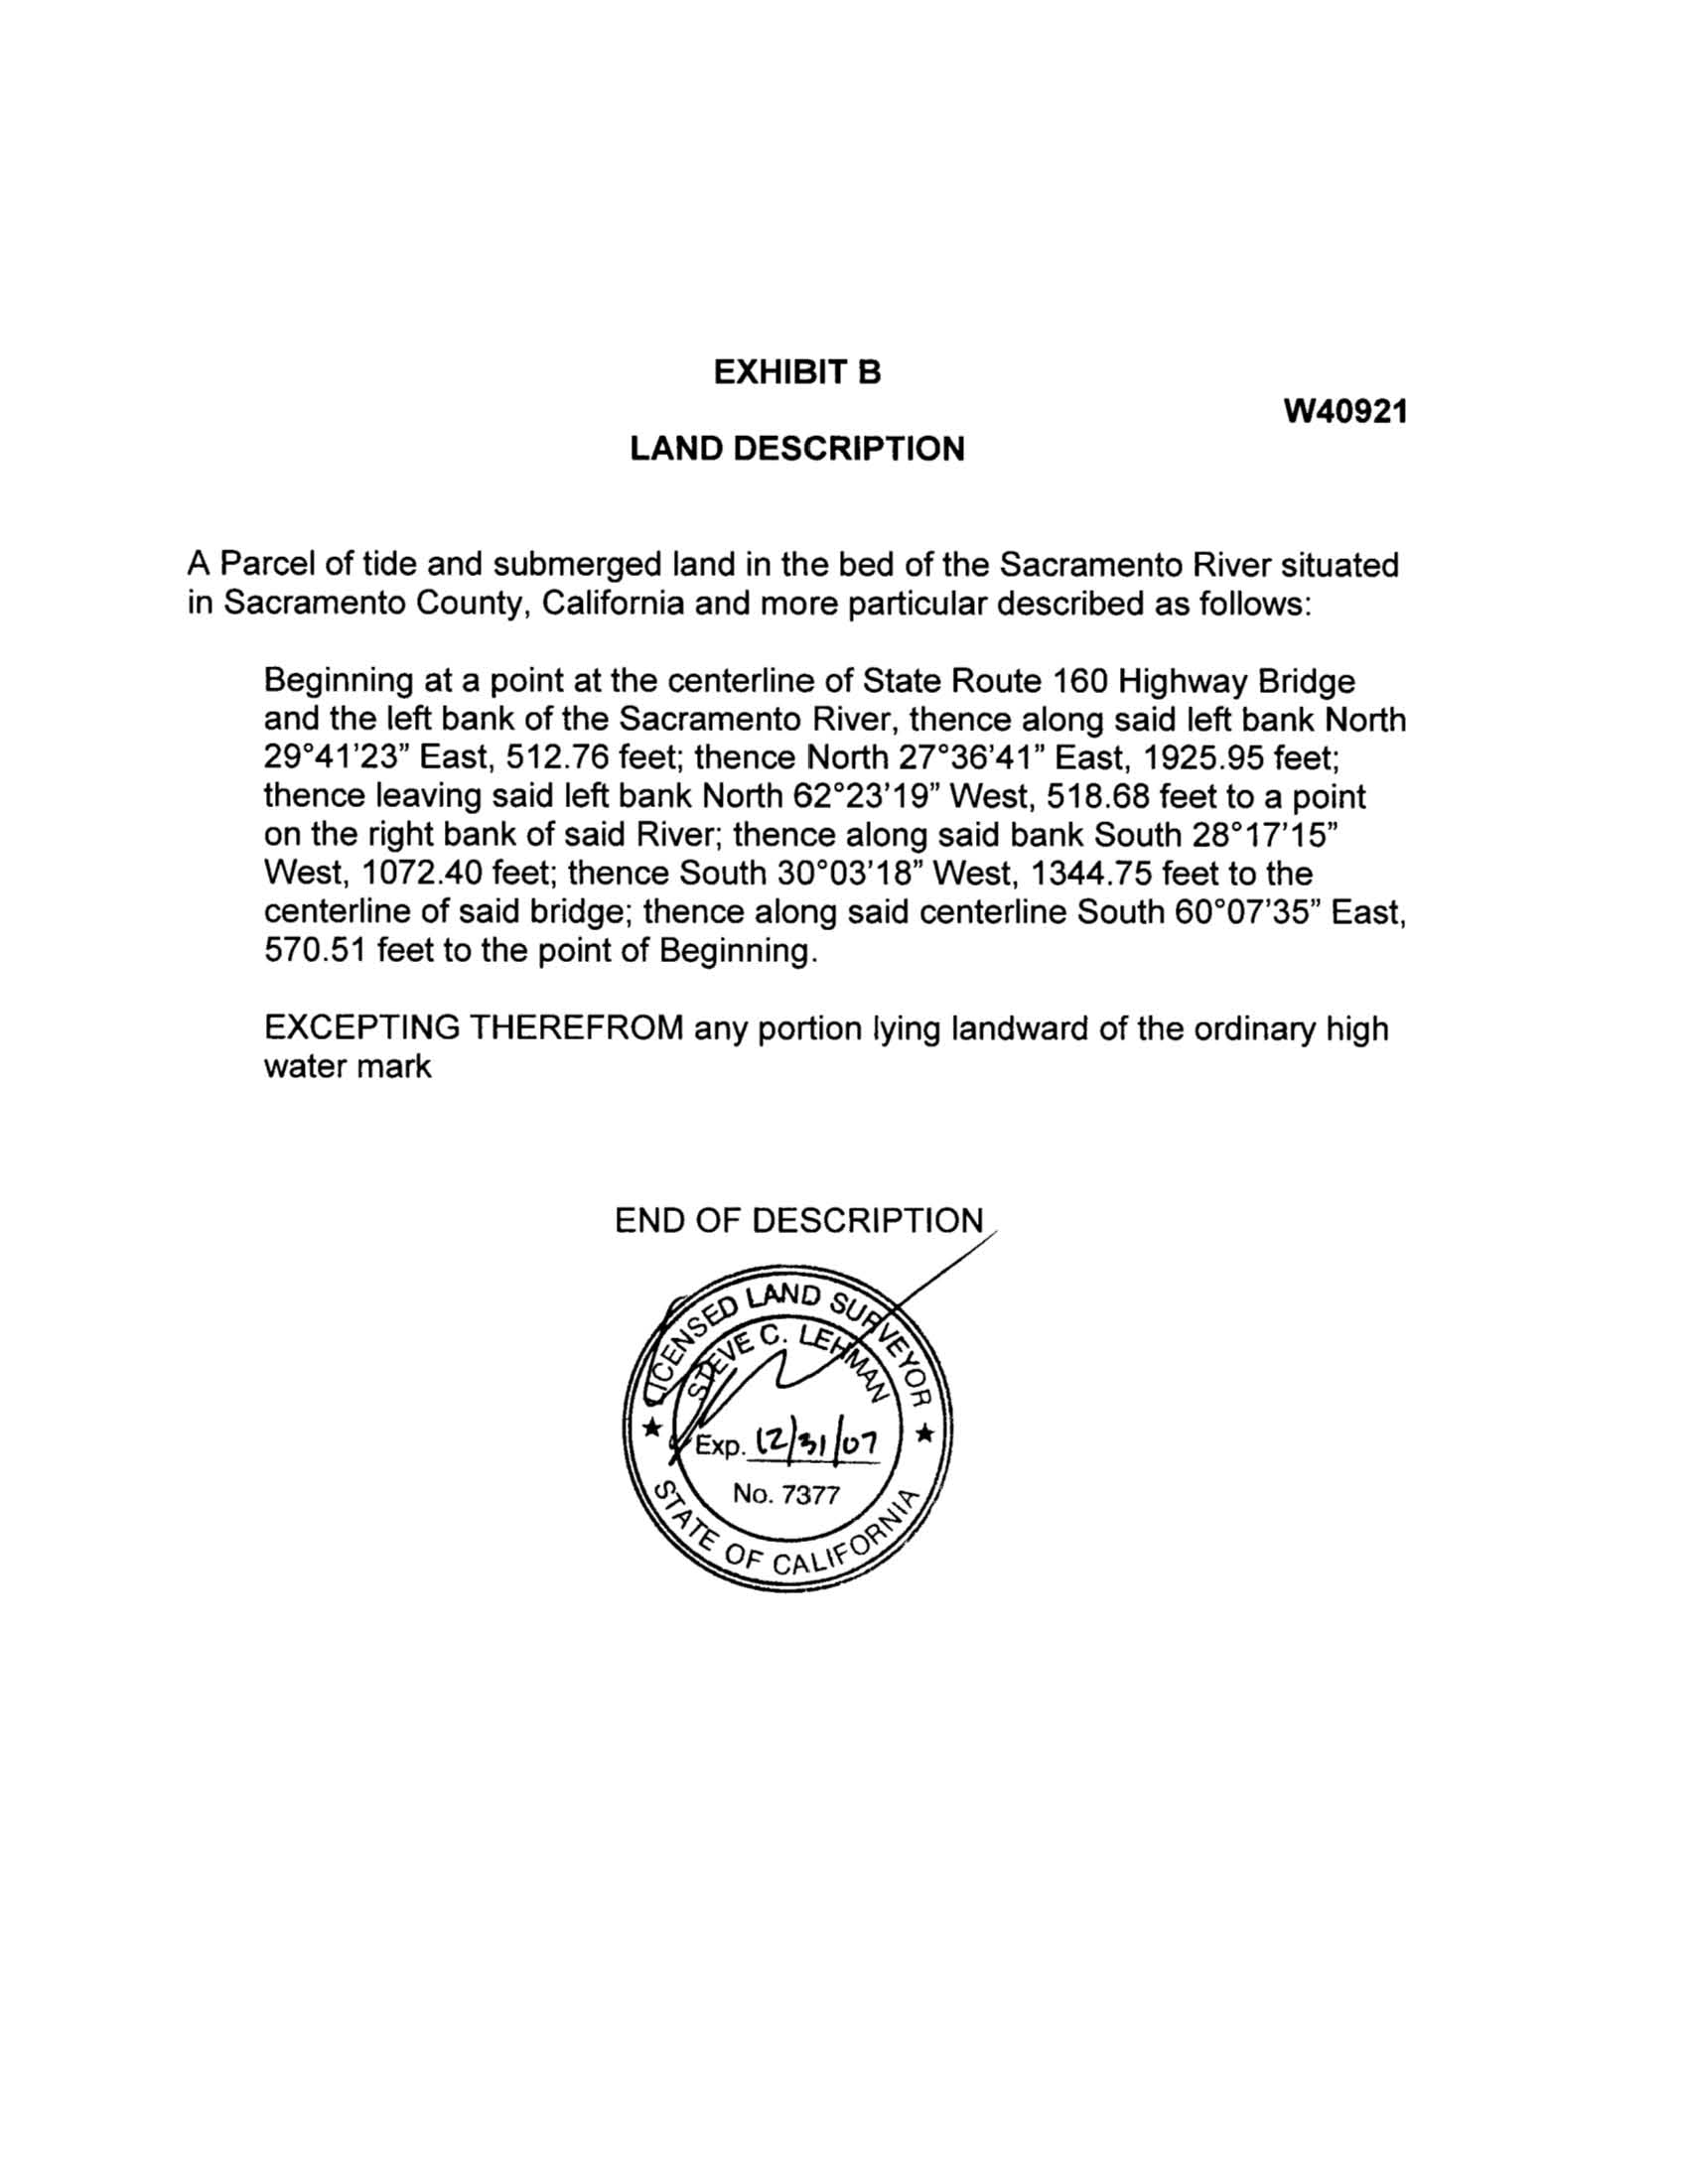 EXHIBIT B
W40921
LAND DESCRIPTION
A Parcel of tide and submerged land in the bed of the Sacramento River situated
in Sacramento County, California and more particular described as follows:
Beginning at a point at the centerline of State Route 160 Highway Bridge
and the left bank of the Sacramento River, thence along said left bank North
29°41'23" East, 512.76 feet; thence North 27°36'41" East, 1925.95 feet;
thence leaving said left bank North 62°23'19" West, 518.68 feet to a point
on the right bank of said River; thence along said bank South 28°17'15"
West, 1072.40 feet; thence South 30°03'18" West, 1344.75 feet to the
centerline of said bridge; thence along said centerline South 60°07'35" East,
570.51 feet to the point of Beginning.
EXCEPTING THEREFROM any portion lying landward of the ordinary high
water mark
END OF DESCRIPTION
LICENSED LAND SURVEYOR
STEVE C. LEHMAN
Exp. 12/31/07
No. 7377
STATE OF CALIFORNIA